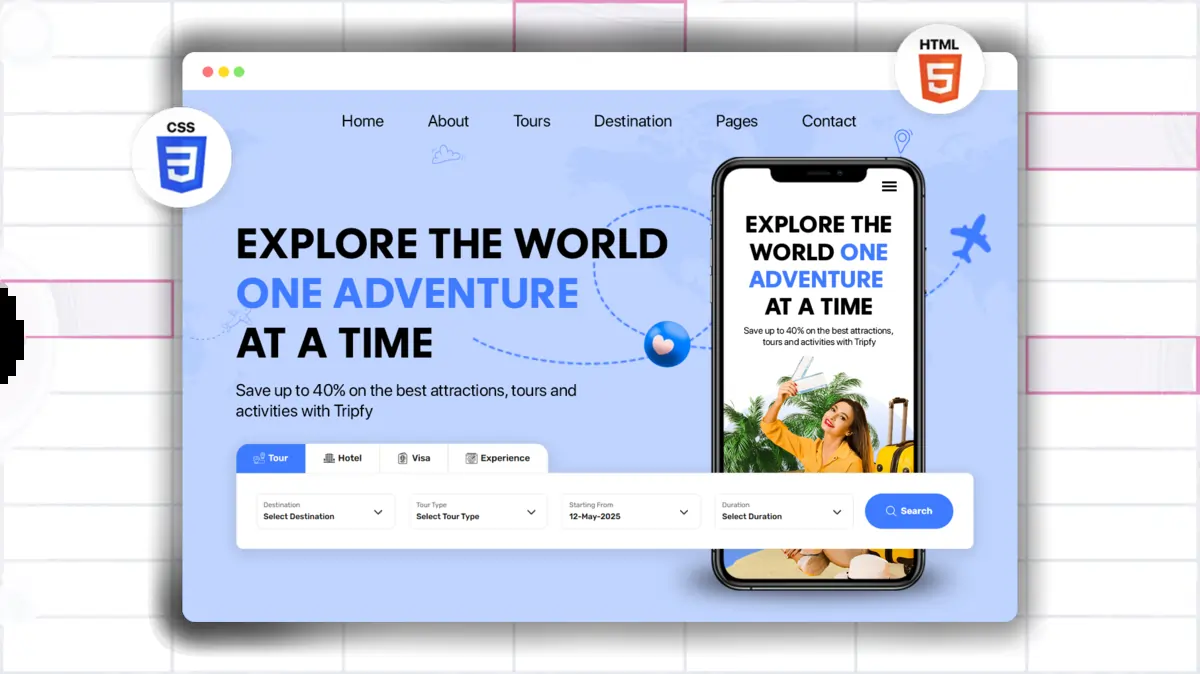 HTML
5
CSS
3
Home About Tours Destination Pages Contact
EXPLORE THE WORLD
ONE ADVENTURE
AT A TIME
Save up to 40% on the best attractions, tours and
activities with Tripfy
EXPLORE THE
WORLD ONE
ADVENTURE
AT A TIME
Save up to 40% on the best attractions,
tours and activities with Tripfy
Tour Hotel Visa Experience
Destination Tour Type Starting From Duration
Select Destination Select Tour Type 12-May-2025 Select Duration Search